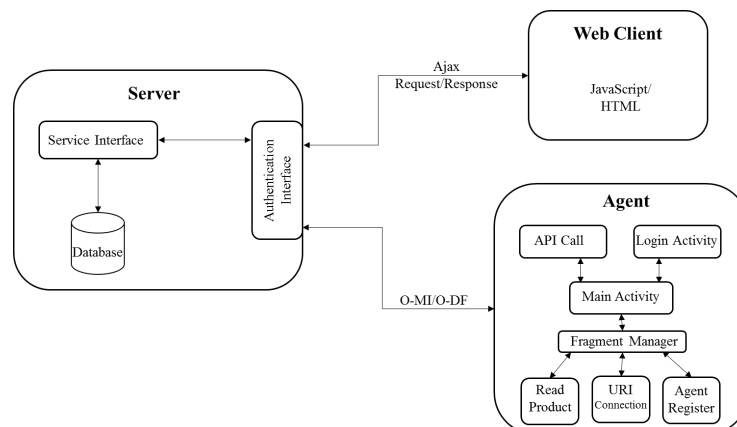 Server
Service Interface
Database
Authentication
Interface
Ajax
Request/Response
Web Client
JavaScript/
HTML
O-MI/O-DF
Agent
API Call
Login Activity
Main Activity
Fragment Manager
Read
Product
URI
Connection
Agent
Register